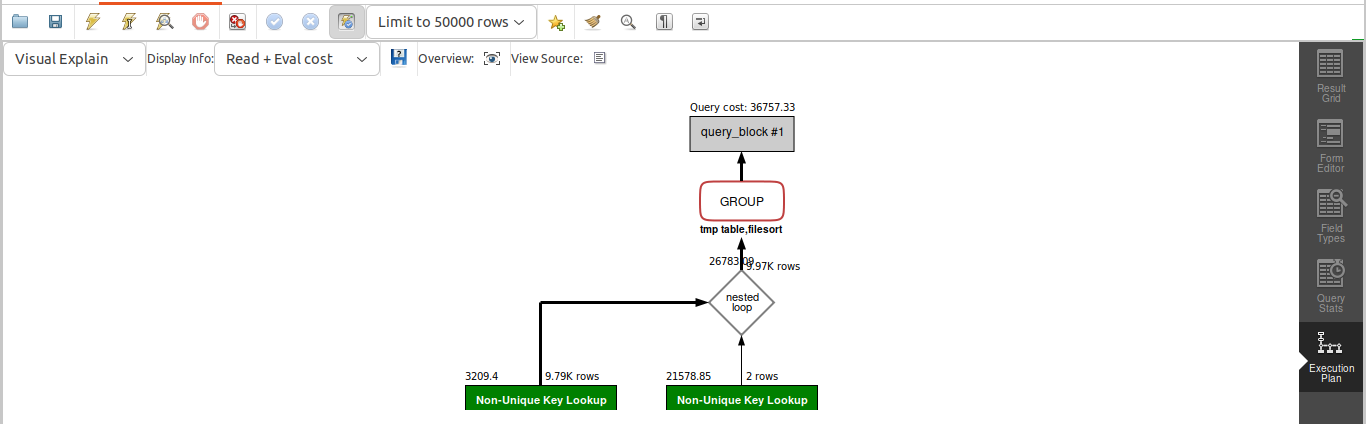 Limit to 50000 rows
Visual Explain
Display Info:
Read + Eval cost
Overview:
View Source:
Result
Grid
Form
Editor
Field
Types
Query
Stats
Execution
Plan
Query cost: 36757.33
query_block #1
GROUP
tmp table,filesort
26783.09
9.97K rows
nested
loop
3209.4
9.79K rows
21578.85
2 rows
Non-Unique Key Lookup
Non-Unique Key Lookup